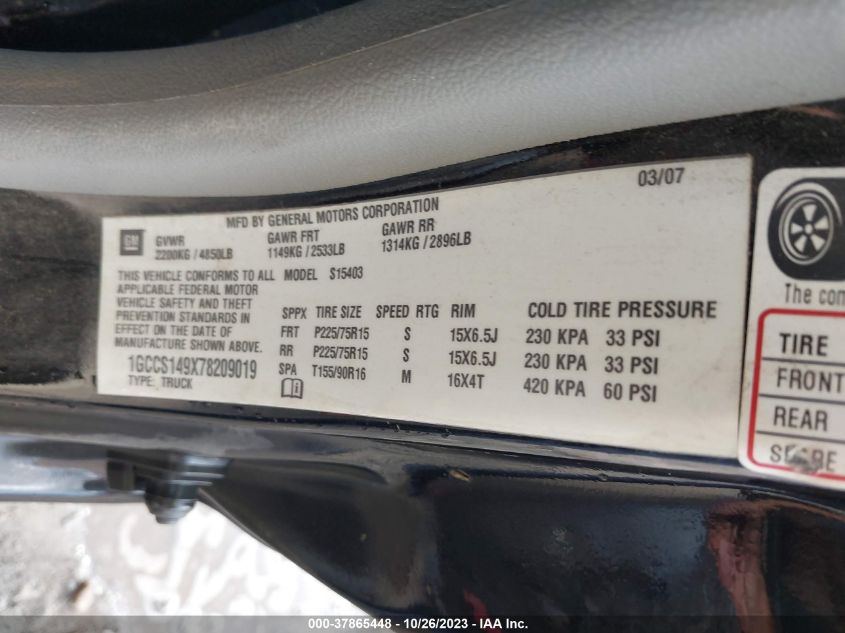 03/07
MFD BY GENERAL MOTORS CORPORATION
GM
GVWR GAWR FRT GAWR RR
2200KG / 4850LB 1149KG / 2533LB 1314KG / 2896LB
THIS VEHICLE CONFORMS TO ALL MODEL S15403
APPLICABLE FEDERAL MOTOR
VEHICLE SAFETY AND THEFT
PREVENTION STANDARDS IN
EFFECT ON THE DATE OF
MANUFACTURE SHOWN ABOVE.
1GCCS149X78209019
TYPE: TRUCK
SPPX TIRE SIZE SPEED RTG RIM COLD TIRE PRESSURE
FRT P225/75R15 S 15X6.5J 230 KPA 33 PSI
RR P225/75R15 S 15X6.5J 230 KPA 33 PSI
SPA T155/90R16 M 16X4T 420 KPA 60 PSI
The com
TIRE
FRONT
REAR
000-37865448 - 10/26/2023 - IAA Inc.